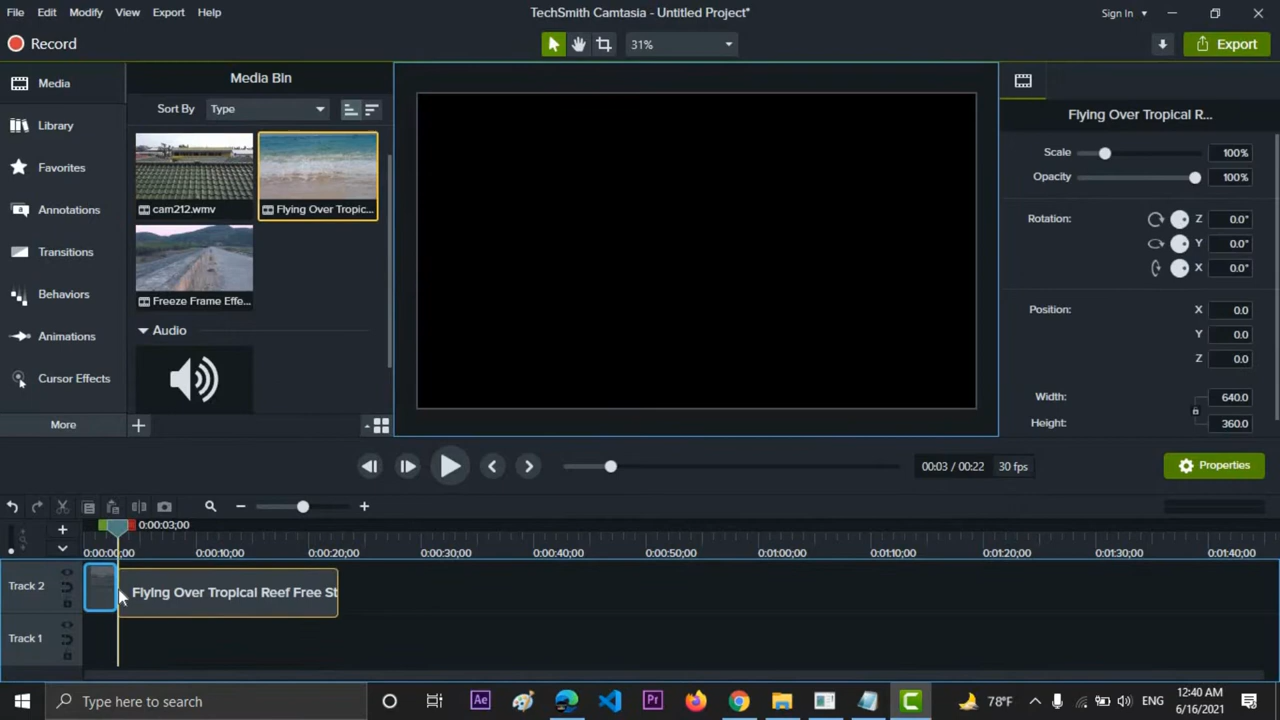 File Edit Modify View Export Help
TechSmith Camtasia - Untitled Project*
Sign In
Record
31%
Export
Media
Library
Favorites
Annotations
Transitions
Behaviors
Animations
Cursor Effects
More
Media Bin
Sort By Type
cam212.wmv
Flying Over Tropic...
Freeze Frame Effe...
Audio
Flying Over Tropical R...
Scale 100%
Opacity 100%
Rotation: Z 0.0°
Y 0.0°
X 0.0°
Position: X 0.0
Y 0.0
Z 0.0
Width: 640.0
Height: 360.0
00:03 / 00:22 30 fps
Properties
0:00:03;00
0:00:00;00 0:00:10;00 0:00:20;00 0:00:30;00 0:00:40;00 0:00:50;00 0:01:00;00 0:01:10;00 0:01:20;00 0:01:30;00 0:01:40;00
Track 2
Flying Over Tropical Reef Free St
Track 1
Type here to search
Ae
Pr
C
78°F
ENG
12:40 AM
6/16/2021